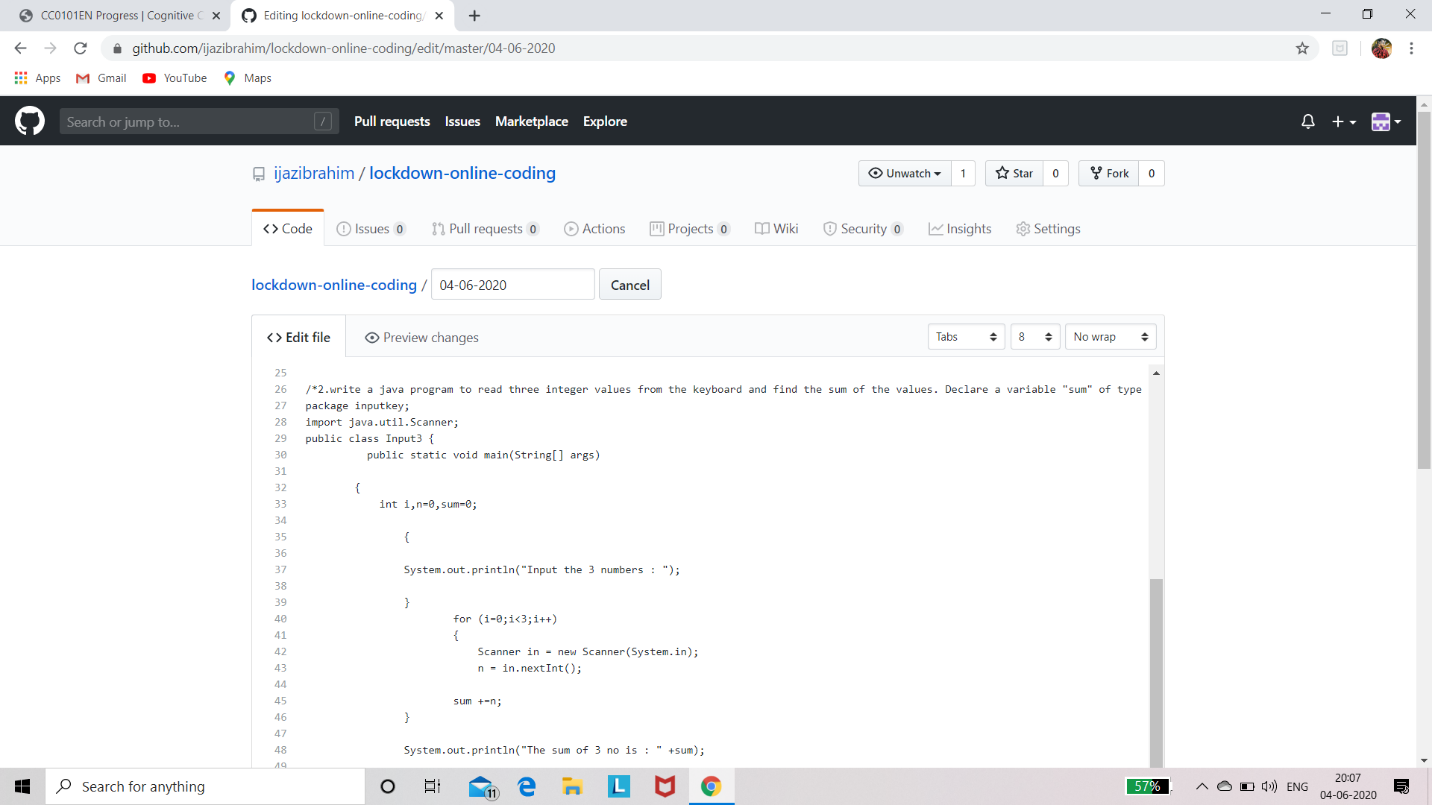 CC0101EN Progress | Cognitive C
Editing lockdown-online-coding/
github.com/ijazibrahim/lockdown-online-coding/edit/master/04-06-2020
Apps Gmail YouTube Maps
Search or jump to... / Pull requests Issues Marketplace Explore
ijazibrahim / lockdown-online-coding Unwatch 1 Star 0 Fork 0
Code Issues 0 Pull requests 0 Actions Projects 0 Wiki Security 0 Insights Settings
lockdown-online-coding / 04-06-2020 Cancel
<> Edit file Preview changes Tabs 8 No wrap
25
26 /*2.write a java program to read three integer values from the keyboard and find the sum of the values. Declare a variable "sum" of type
27 package inputkey;
28 import java.util.Scanner;
29 public class Input3 {
30 public static void main(String[] args)
31
32 {
33 int i,n=0,sum=0;
34
35 {
36
37 System.out.println("Input the 3 numbers : ");
38
39 }
40 for (i=0;i<3;i++)
41 {
42 Scanner in = new Scanner(System.in);
43 n = in.nextInt();
44
45 sum +=n;
46 }
47
48 System.out.println("The sum of 3 no is : " +sum);
49
Search for anything 11 L 57% ENG 20:07
04-06-2020